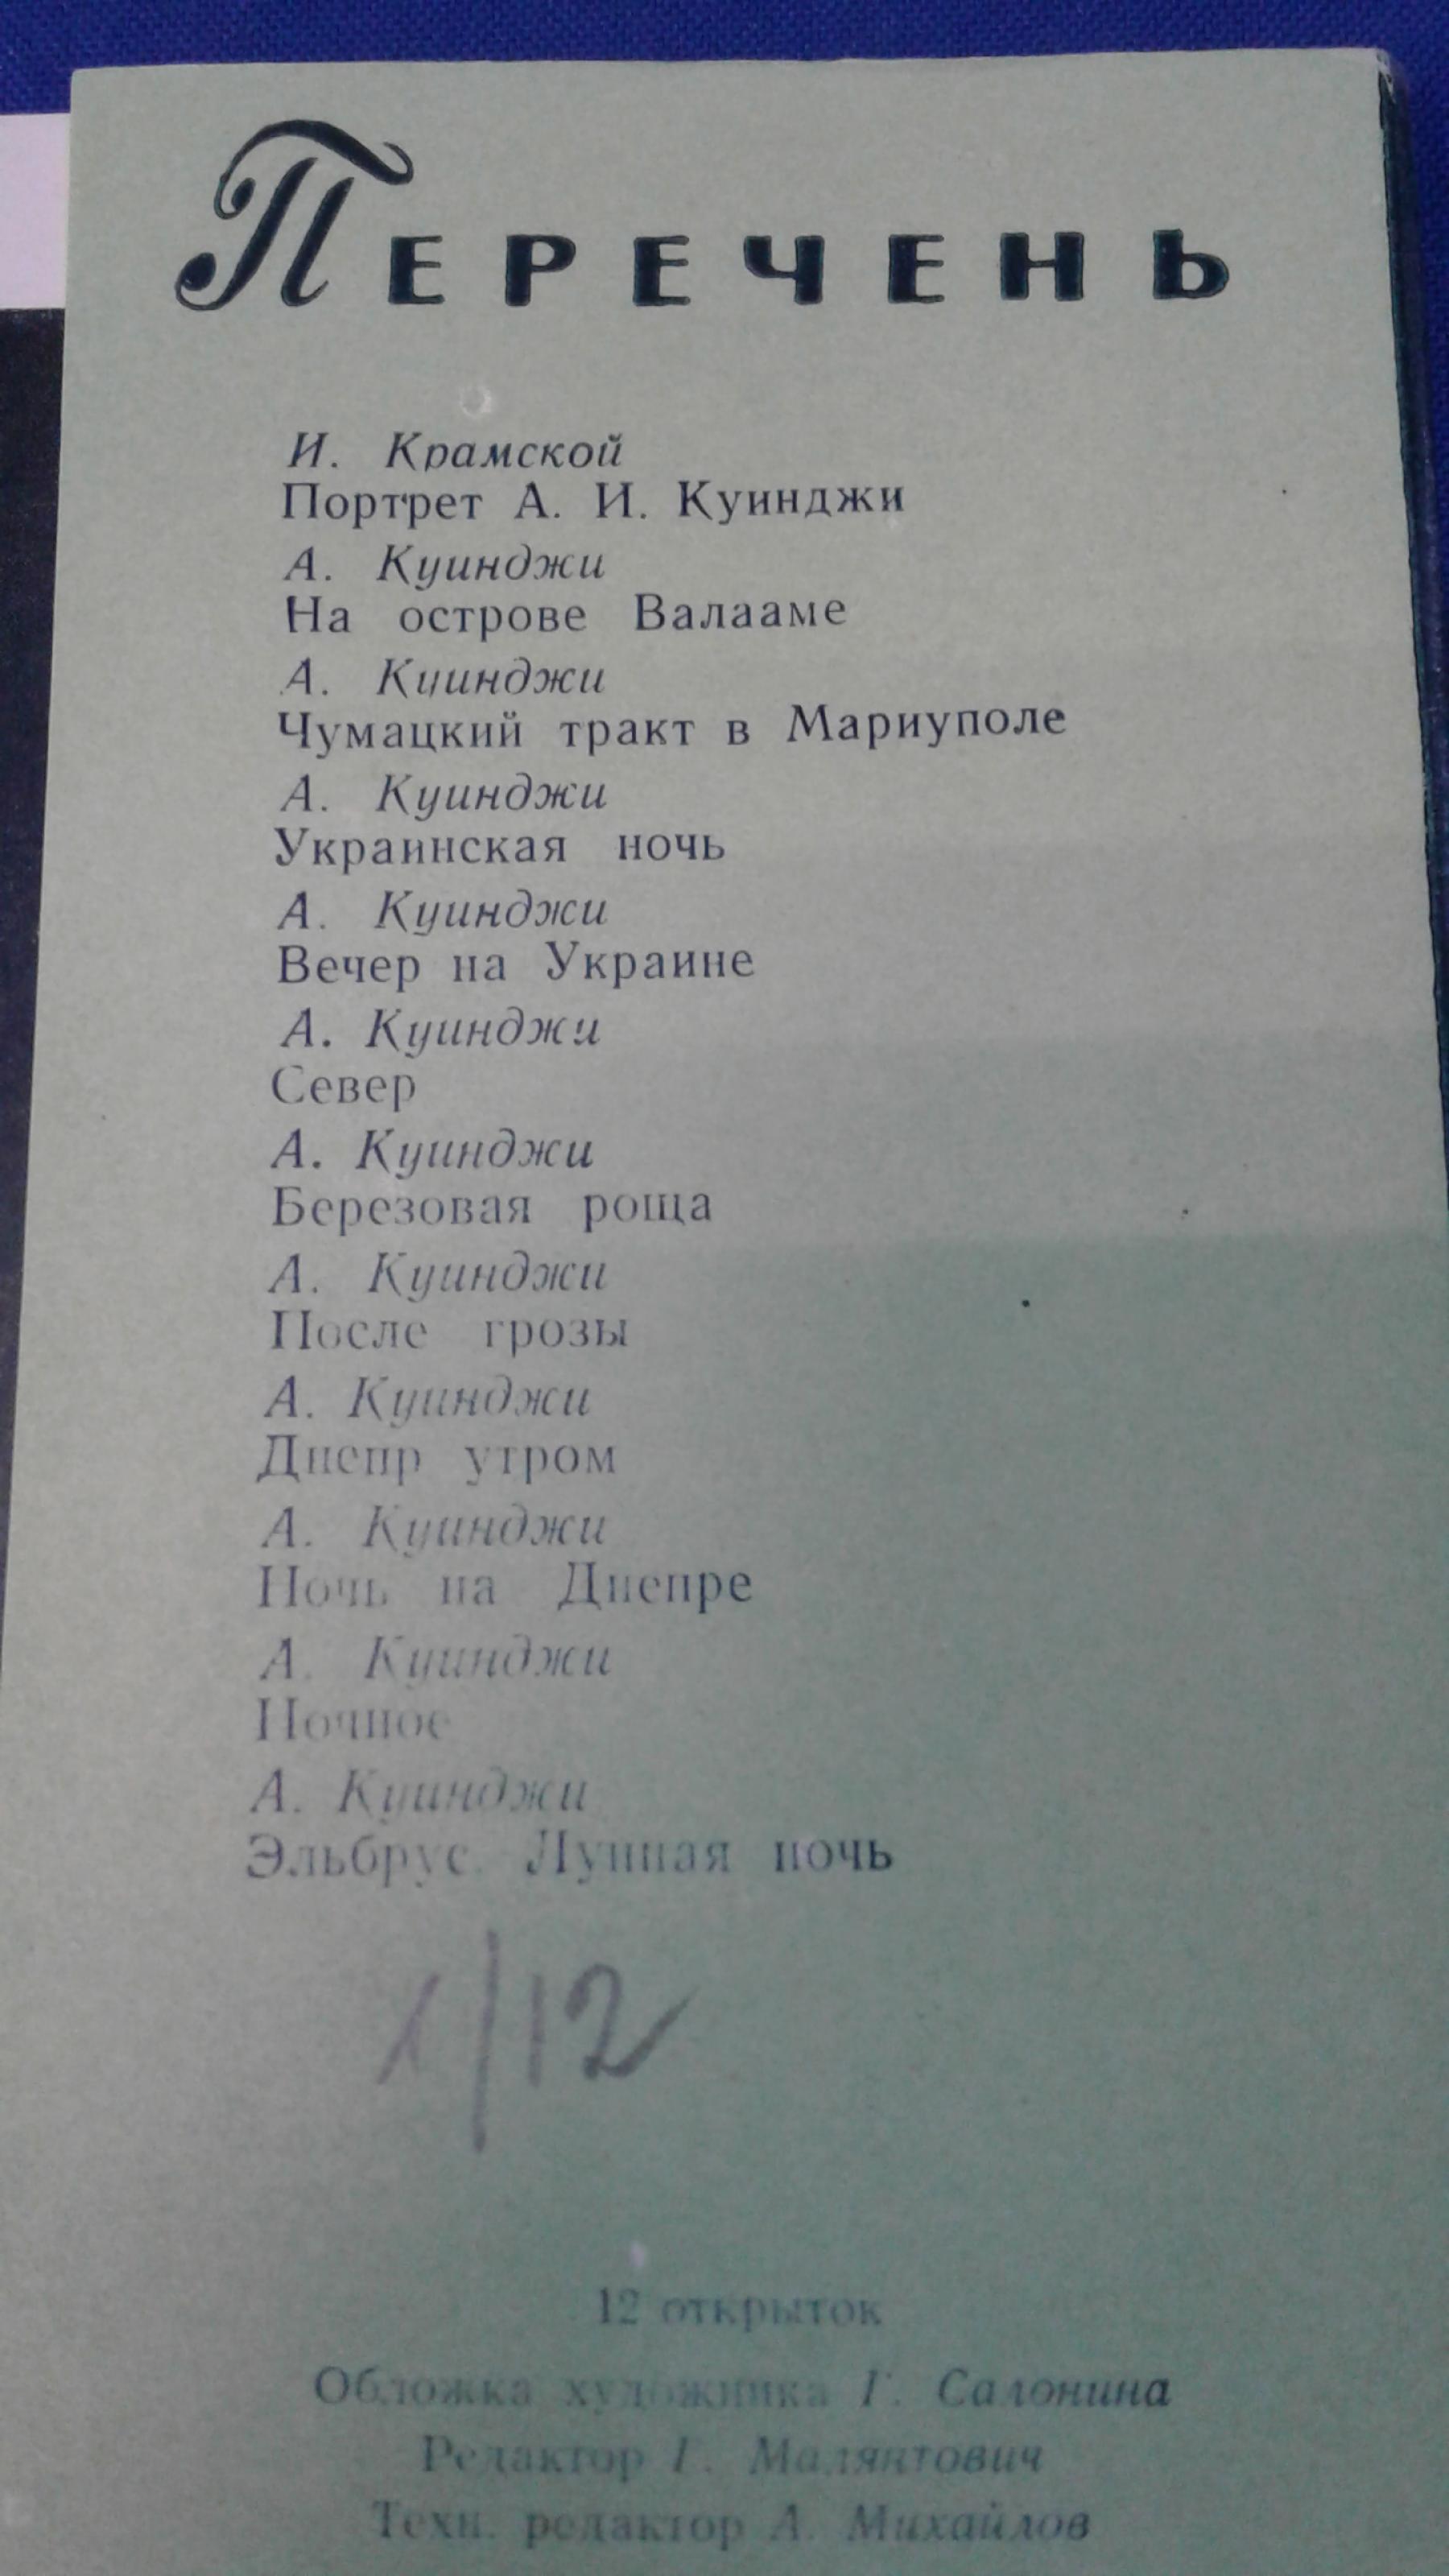 Перечень
И. Крамской
Портрет А. И. Куинджи
А. Куинджи
На острове Валааме
А. Куинджи
Чумацкий тракт в Мариуполе
А. Куинджи
Украинская ночь
А. Куинджи
Вечер на Украине
А. Куинджи
Север
А. Куинджи
Березовая роща
А. Куинджи
После грозы
А. Куинджи
Днепр утром
А. Куинджи
Ночь на Днепре
А. Куинджи
Ночное
А. Куинджи
Эльбрус. Лунная ночь
1/12
12 открыток
Обложка художника Г. Салонина
Редактор Г. Малянтович
Техн. редактор А. Михайлов